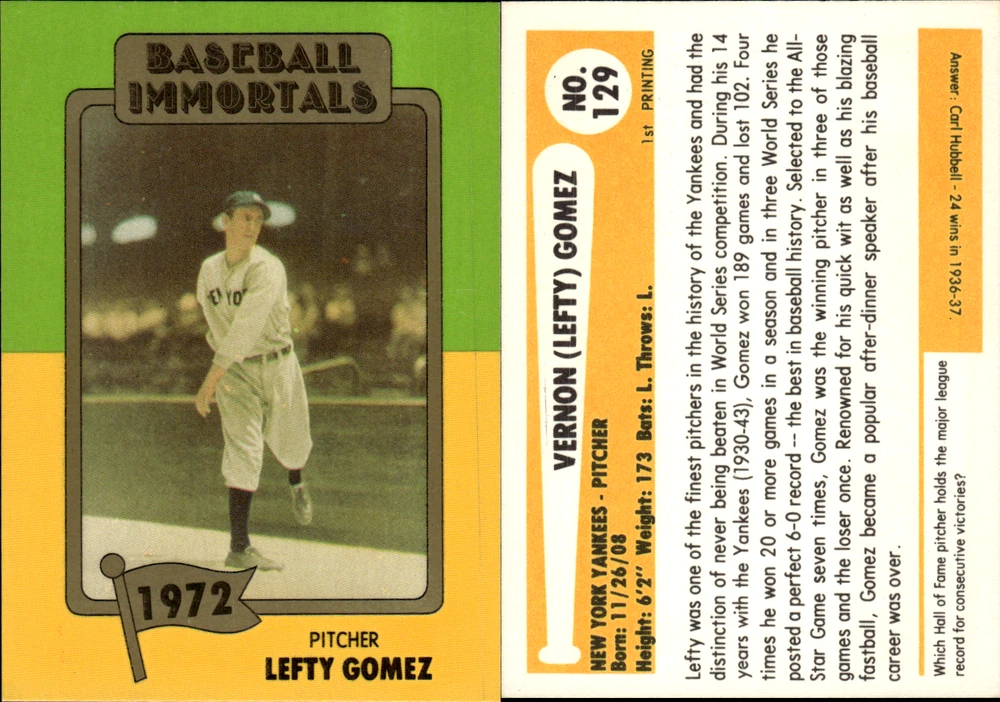 BASEBALL
IMMORTALS
NEW YO
1972
PITCHER
LEFTY GOMEZ
NO.
129
1st PRINTING
VERNON (LEFTY) GOMEZ
NEW YORK YANKEES - PITCHER
Born: 11/26/08
Height: 6'2" Weight: 173 Bats: L. Throws: L.
Lefty was one of the finest pitchers in the history of the Yankees and had the
distinction of never being beaten in World Series competition. During his 14
years with the Yankees (1930-43), Gomez won 189 games and lost 102. Four
times he won 20 or more games in a season and in three World Series he
posted a perfect 6-0 record -- the best in baseball history. Selected to the All-
Star Game seven times, Gomez was the winning pitcher in three of those
games and the loser once. Renowned for his quick wit as well as his blazing
fastball, Gomez became a popular after-dinner speaker after his baseball
career was over.
Which Hall of Fame pitcher holds the major league
record for consecutive victories?
Answer: Carl Hubbell - 24 wins in 1936-37.